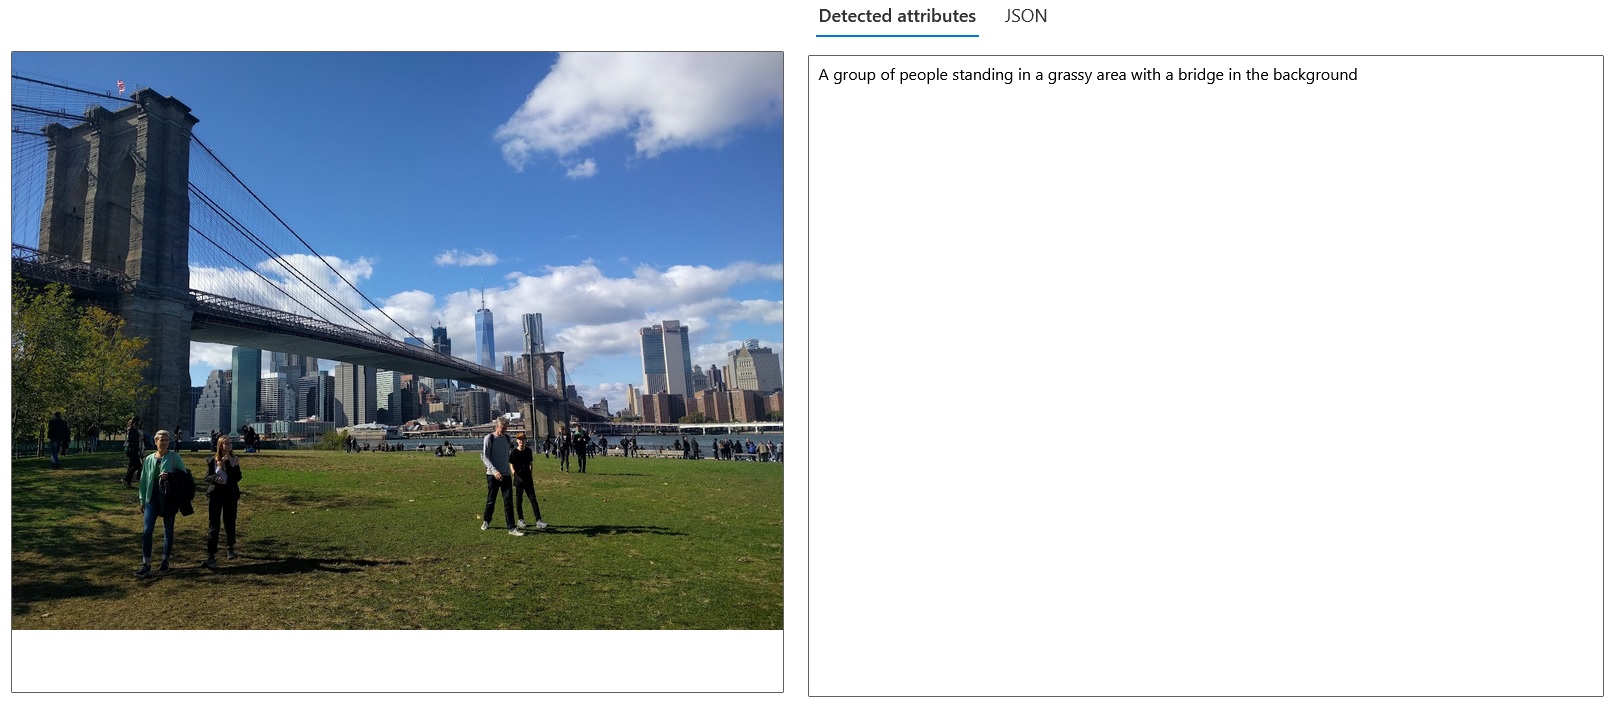 Detected attributes JSON
A group of people standing in a grassy area with a bridge in the background